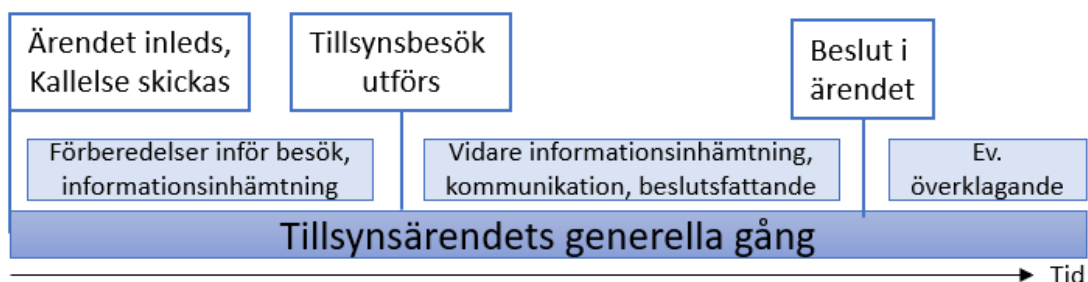 Ärendet inleds,
Kallelse skickas
Tillsynsbesök
utförs
Beslut i
ärendet
Förberedelser inför besök,
informationsinhämtning
Vidare informationsinhämtning,
kommunikation, beslutsfattande
Ev.
överklagande
Tillsynsärendets generella gång
Tid